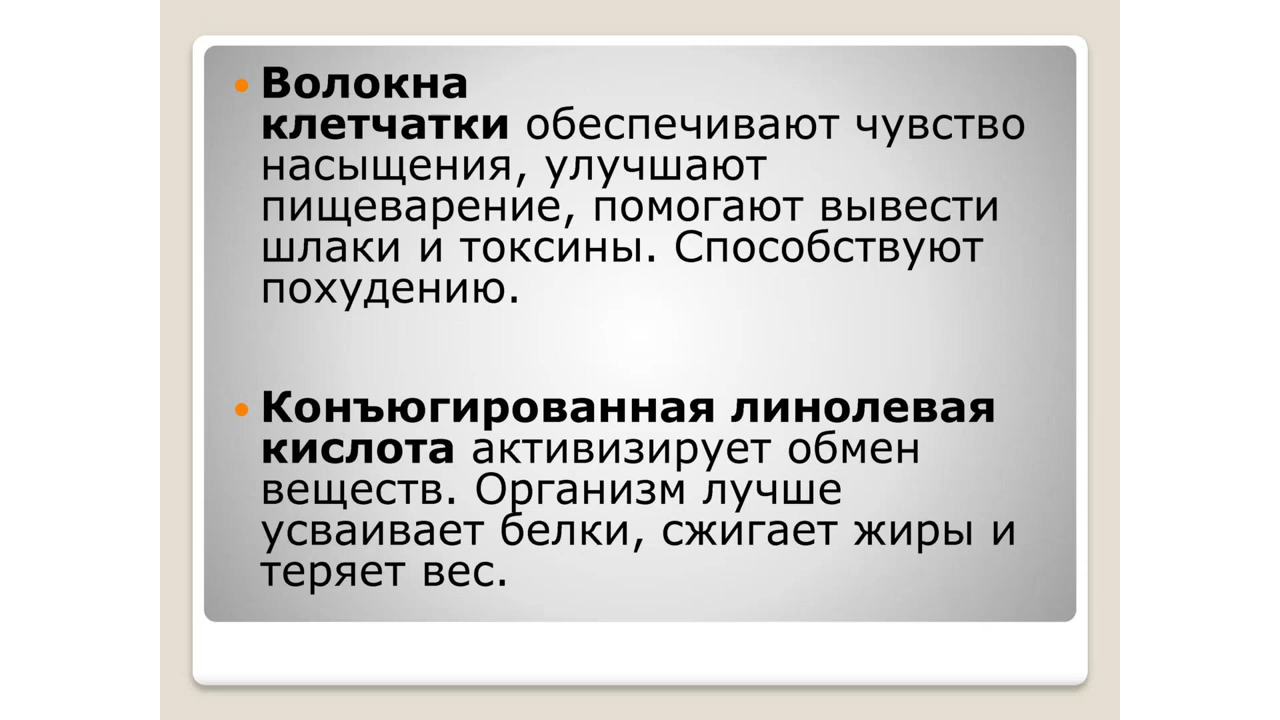 • Волокна
клетчатки обеспечивают чувство
насыщения, улучшают
пищеварение, помогают вывести
шлаки и токсины. Способствуют
похудению.
• Конъюгированная линолевая
кислота активизирует обмен
веществ. Организм лучше
усваивает белки, сжигает жиры и
теряет вес.